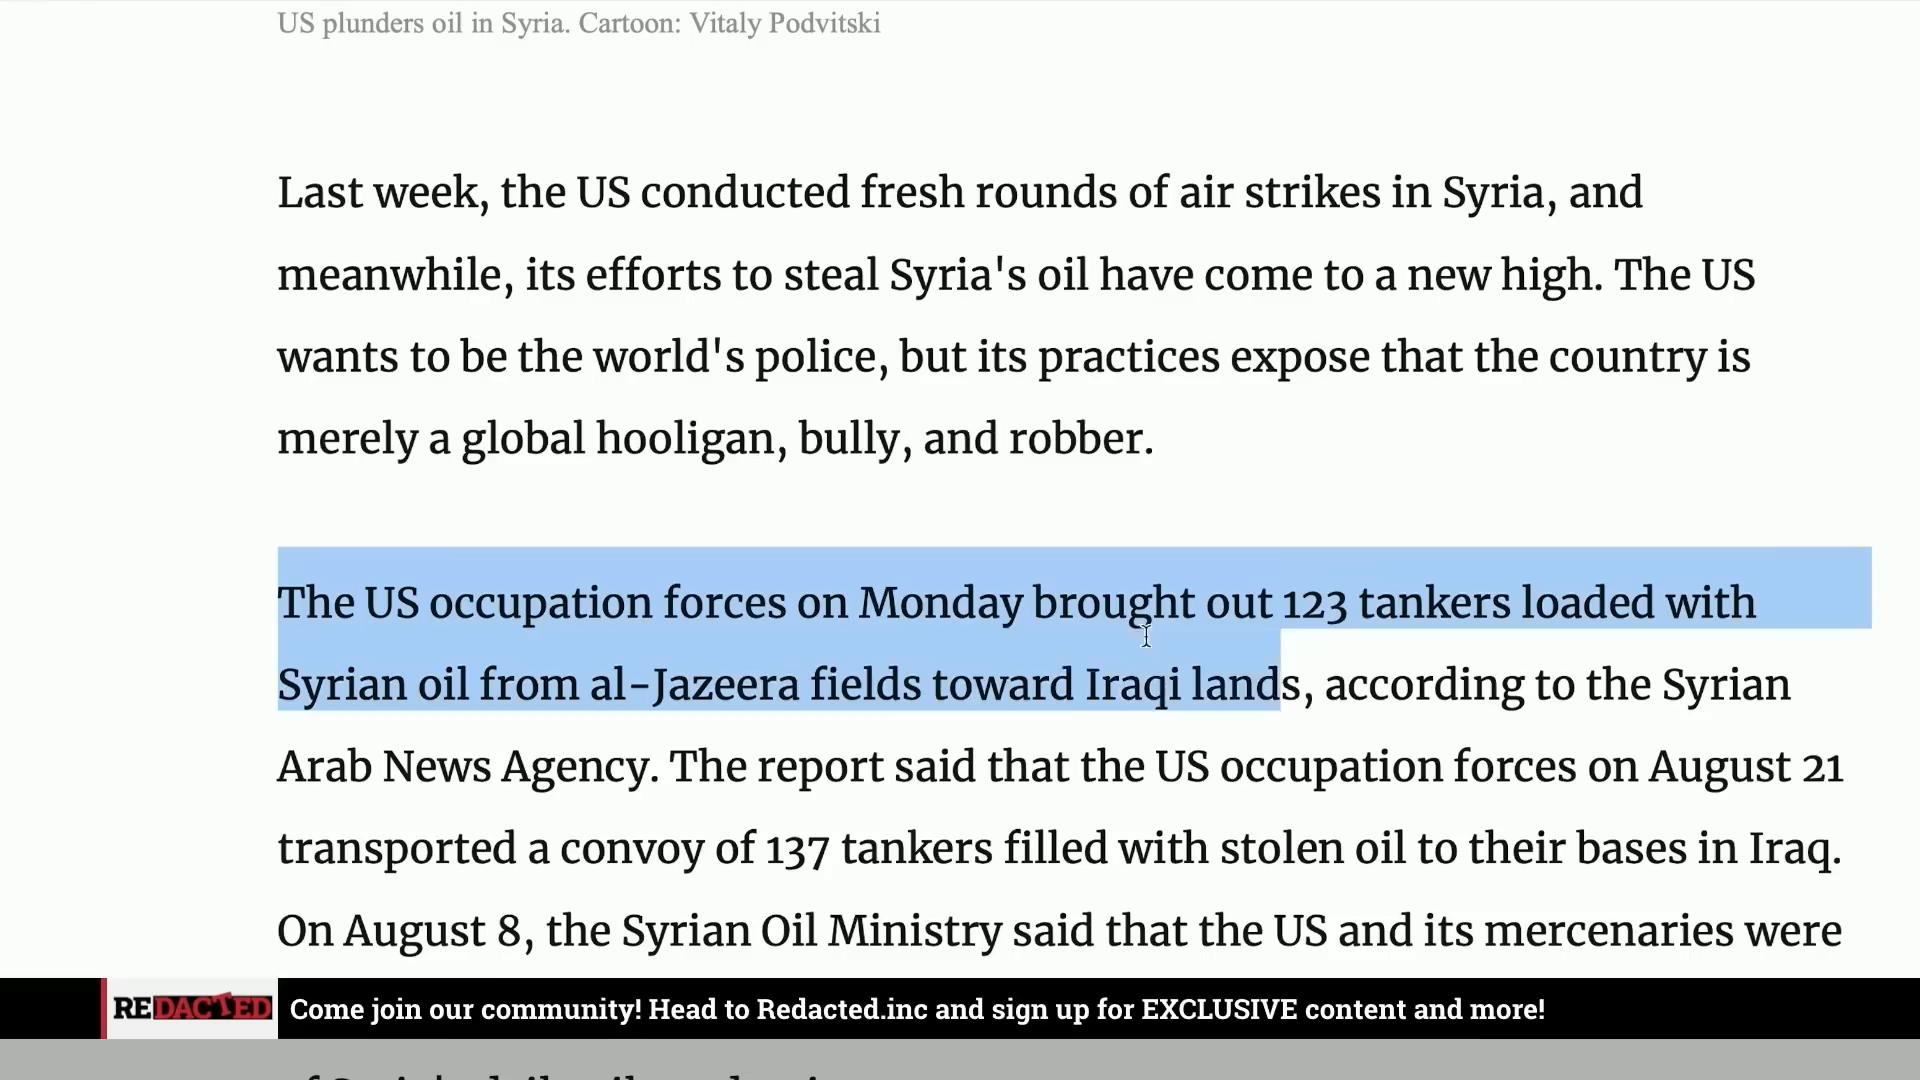 US plunders oil in Syria. Cartoon: Vitaly Podvitski
Last week, the US conducted fresh rounds of air strikes in Syria, and
meanwhile, its efforts to steal Syria's oil have come to a new high. The US
wants to be the world's police, but its practices expose that the country is
merely a global hooligan, bully, and robber.
The US occupation forces on Monday brought out 123 tankers loaded with
Syrian oil from al-Jazeera fields toward Iraqi lands, according to the Syrian
Arab News Agency. The report said that the US occupation forces on August 21
transported a convoy of 137 tankers filled with stolen oil to their bases in Iraq.
On August 8, the Syrian Oil Ministry said that the US and its mercenaries were
REDACTED Come join our community! Head to Redacted.inc and sign up for EXCLUSIVE content and more!